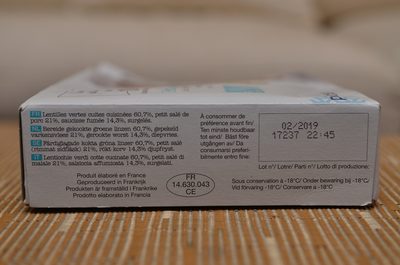 FR Lentilles vertes cuites cuisinées 60,7%, petit salé de
porc 21%, saucisse fumée 14,3%, surgelés.
NL Bereide gekookte groene linzen 60,7%, gepekeld
varkensvlees 21%, gerookte worst 14,3%, diepvries.
SE Färdiglagade kokta gröna linser 60,7%, petit salé
21%, rökt korv 14,3%, djupfryst.
IT Lenticchie verdi cotte cucinate 60,7%, petit salé di
maiale 21%, salsiccia affumicata 14,3%, surgelati.
Produit élaboré en France
Geproduceerd in Frankrijk
Produkten är framställd i Frankrike
Prodotto elaborato in Francia
FR
14.630.043
CE
À consommer de
préférence avant fin/
Ten minste houdbaar
tot eind/ Bäst före
utgången av/ Da
consumarsi preferi-
bilmente entro fine:
02/2019
17237 22:45
Lot n°/ Lotnr/ Parti n°/ Lotto di produzione:
Sous conservation à -18°C/ Onder bewaring bij -18°C/
Vid förvaring -18°C/ Conservare a -18°C